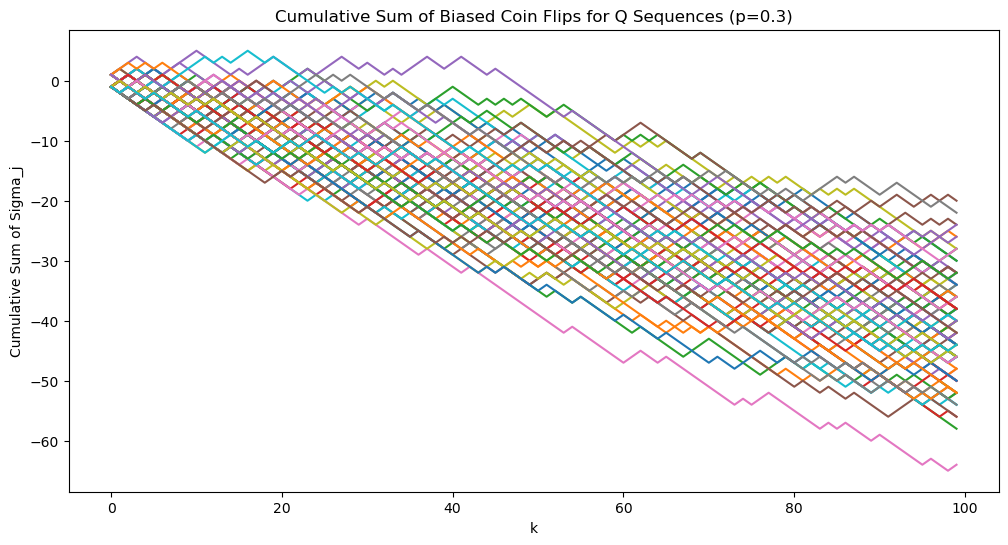 Cumulative Sum of Biased Coin Flips for Q Sequences (p=0.3)
Cumulative Sum of Sigma_j
0
−10
−20
−30
−40
−50
−60
0 20 40 60 80 100
k